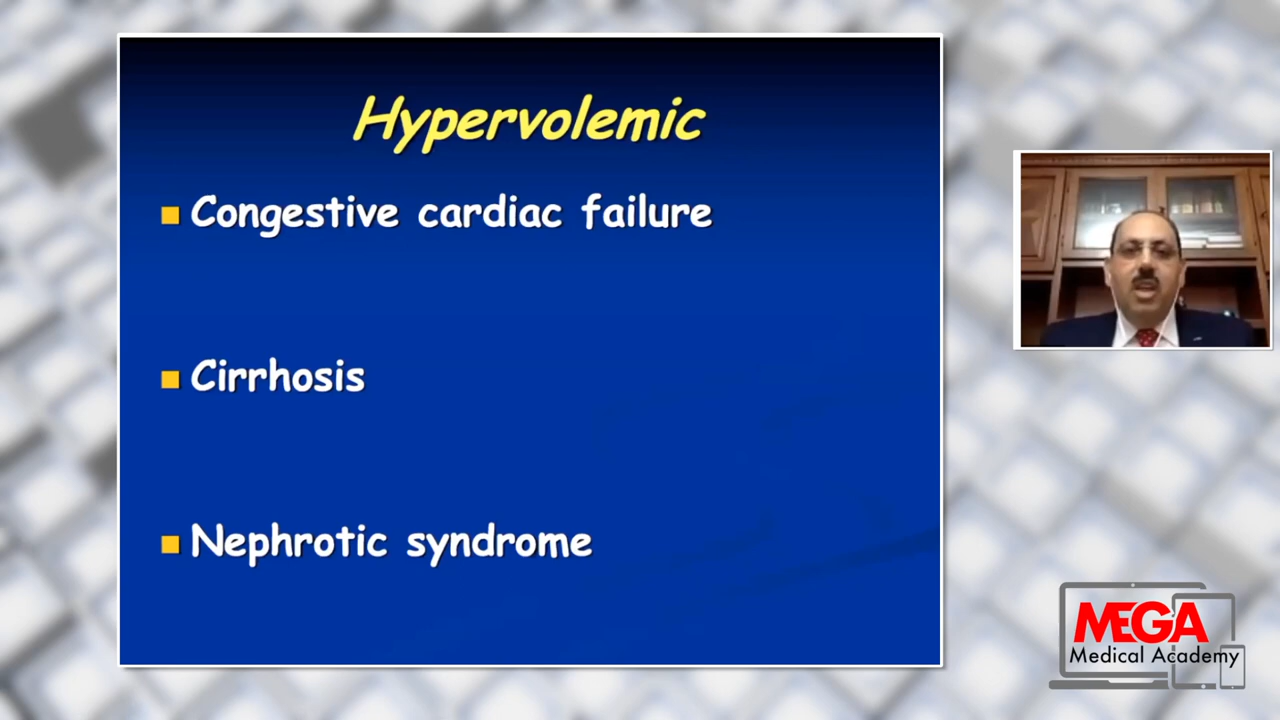 Hypervolemic
Congestive cardiac failure
Cirrhosis
Nephrotic syndrome
MEGA
Medical Academy